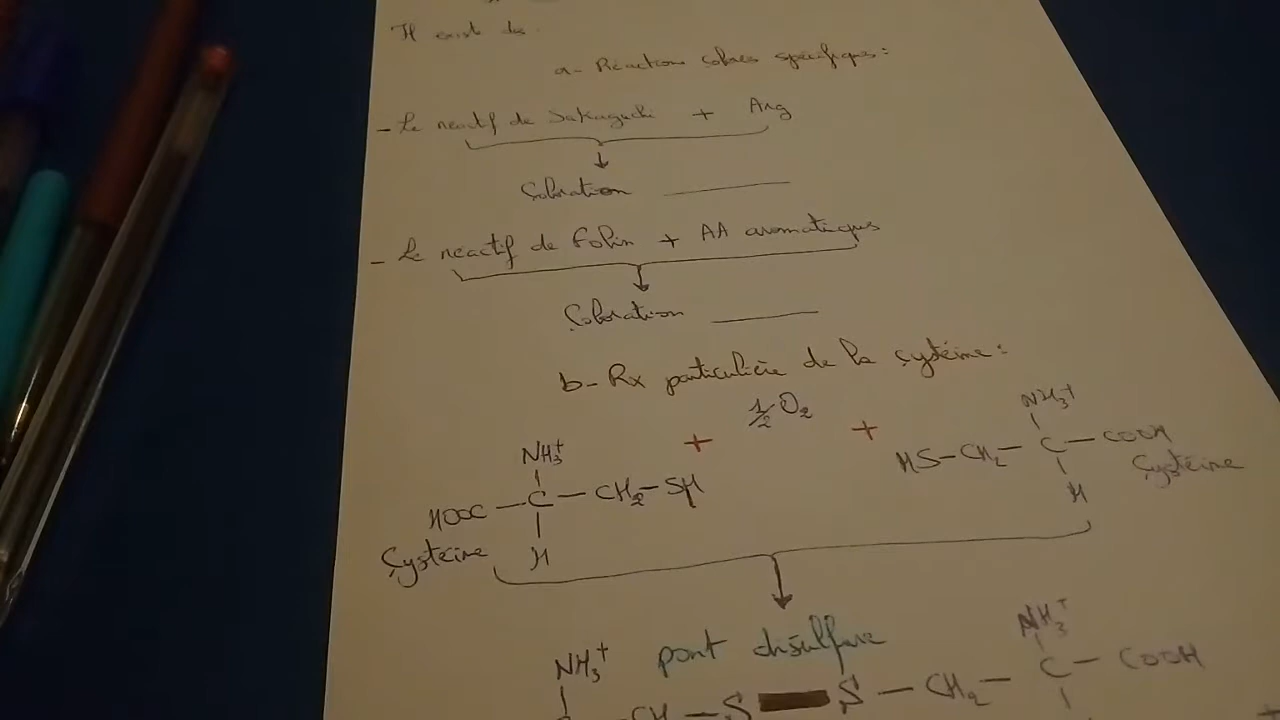 Il existe des
a- Réactions colorées spécifiques:
- Le réactif de Sakaguchi + Arg
Coloration
- Le réactif de Folin + AA aromatiques
Coloration
b- Rx particulière de la cystéine:
NH3+ + 1/2 O2 + NH3+
HOOC - C - CH2 - SH HS - CH2 - C - COOH
Cystéine H H Cystéine
pont disulfure
NH3+ NH3+
CH - S S - CH2 - C - COOH